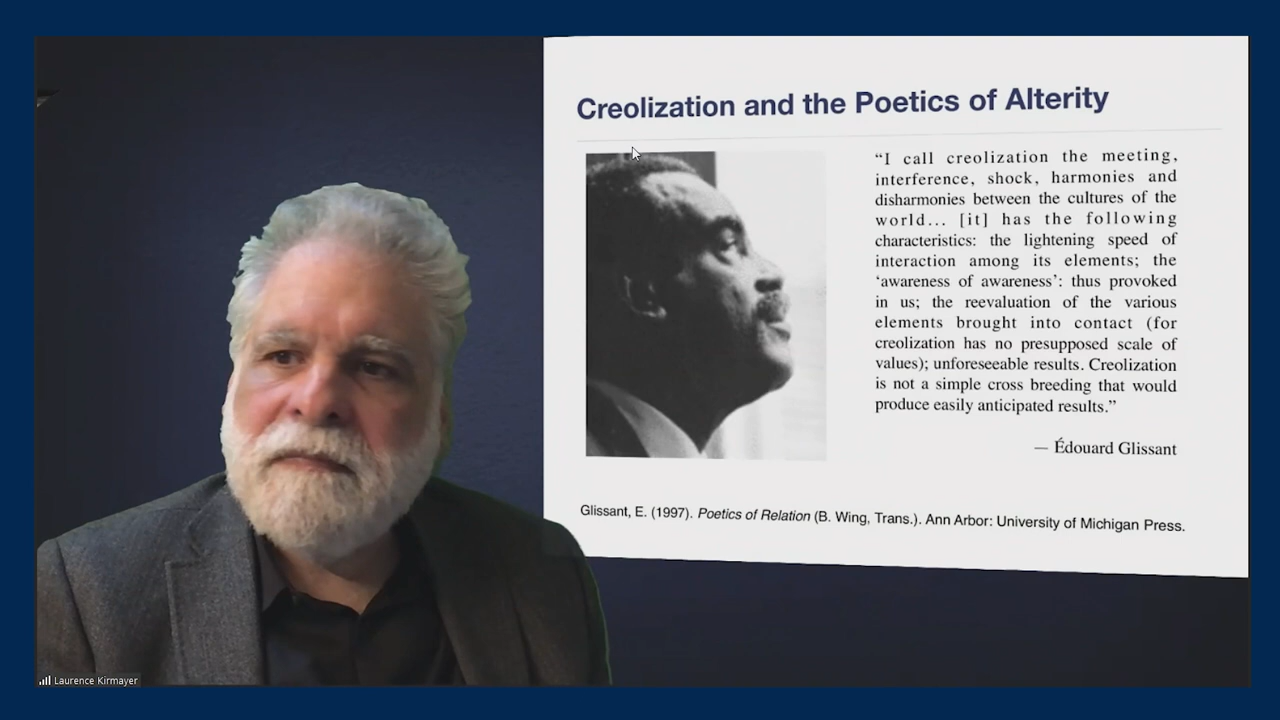 Creolization and the Poetics of Alterity
“I call creolization the meeting,
interference, shock, harmonies and
disharmonies between the cultures of the
world… [it] has the following
characteristics: the lightening speed of
interaction among its elements; the
‘awareness of awareness’: thus provoked
in us; the reevaluation of the various
elements brought into contact (for
creolization has no presupposed scale of
values); unforeseeable results. Creolization
is not a simple cross breeding that would
produce easily anticipated results.”
— Édouard Glissant
Glissant, E. (1997). Poetics of Relation (B. Wing, Trans.). Ann Arbor: University of Michigan Press.
Laurence Kirmayer